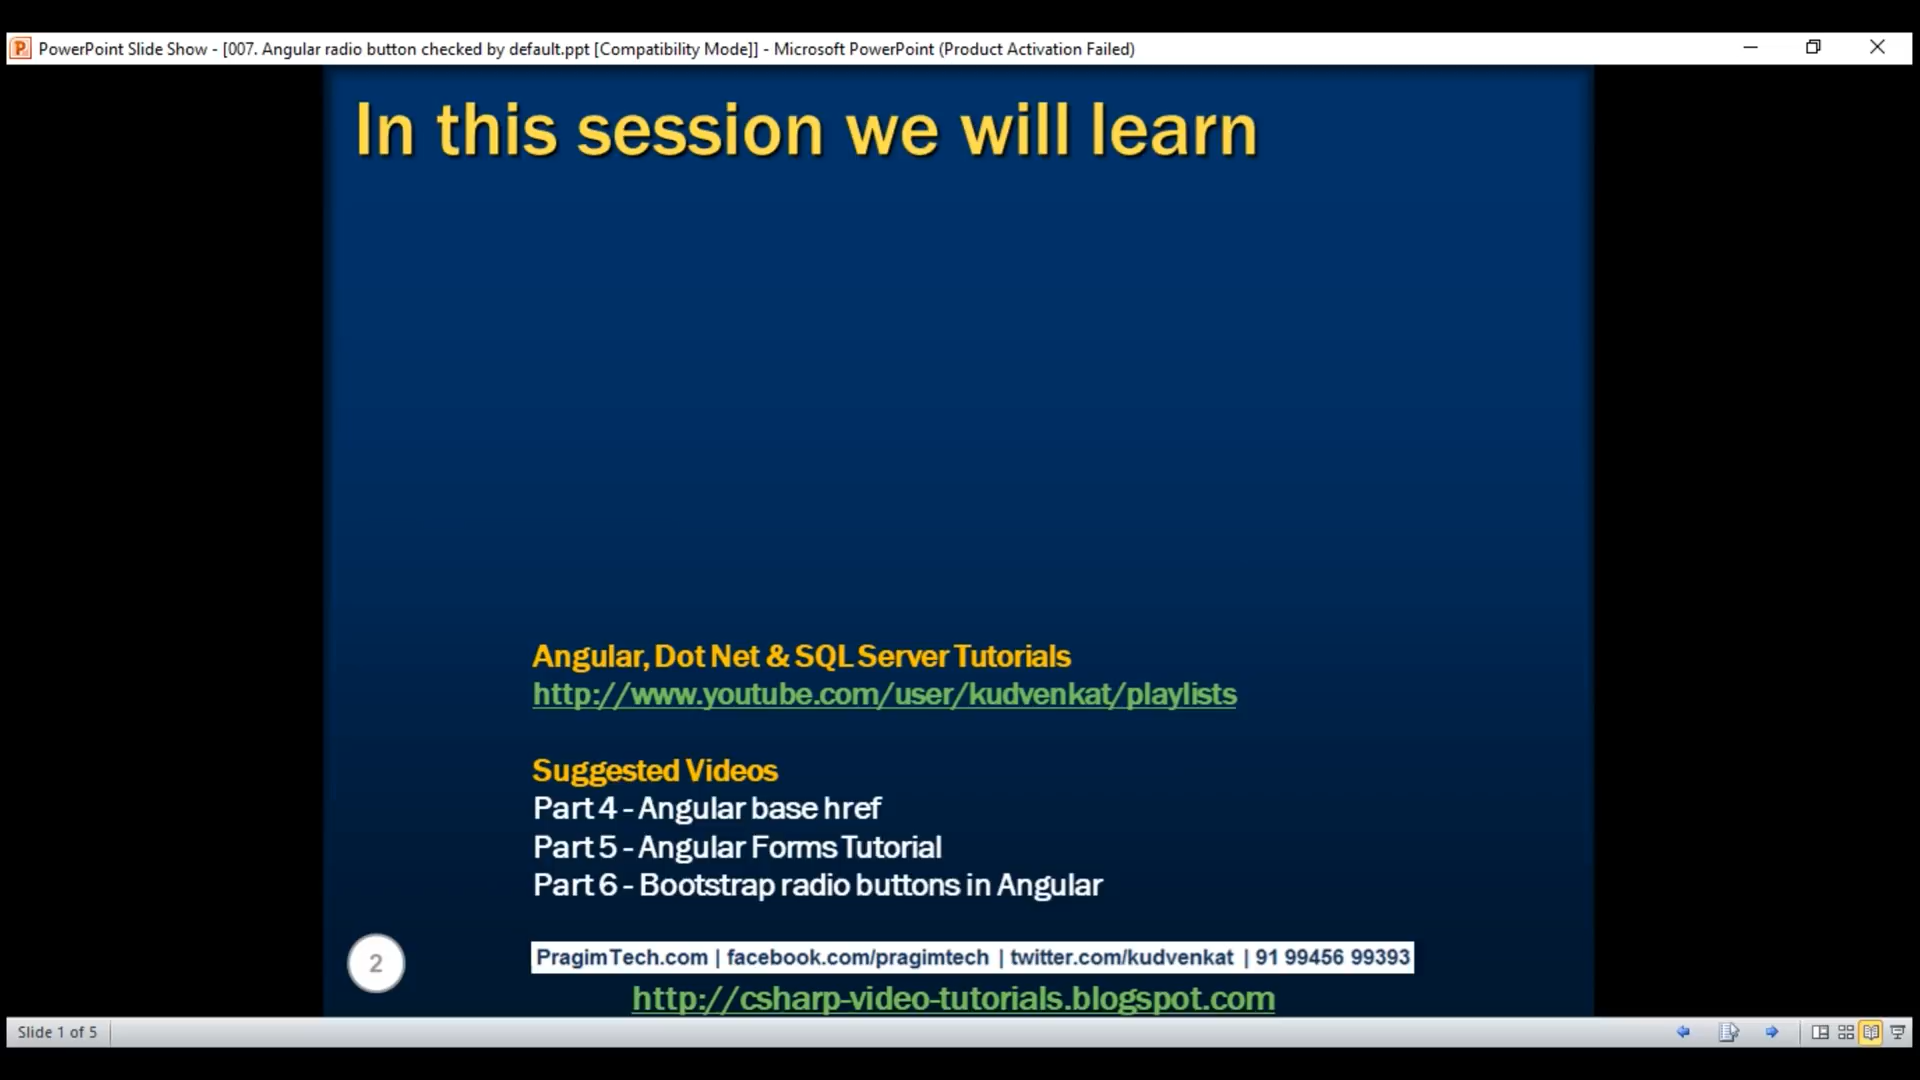 PowerPoint Slide Show - [007. Angular radio button checked by default.ppt [Compatibility Mode]] - Microsoft PowerPoint (Product Activation Failed)
In this session we will learn
Angular, Dot Net & SQL Server Tutorials
http://www.youtube.com/user/kudvenkat/playlists
Suggested Videos
Part 4 - Angular base href
Part 5 - Angular Forms Tutorial
Part 6 - Bootstrap radio buttons in Angular
2
PragimTech.com | facebook.com/pragimtech | twitter.com/kudvenkat | 91 99456 99393
http://csharp-video-tutorials.blogspot.com
Slide 1 of 5